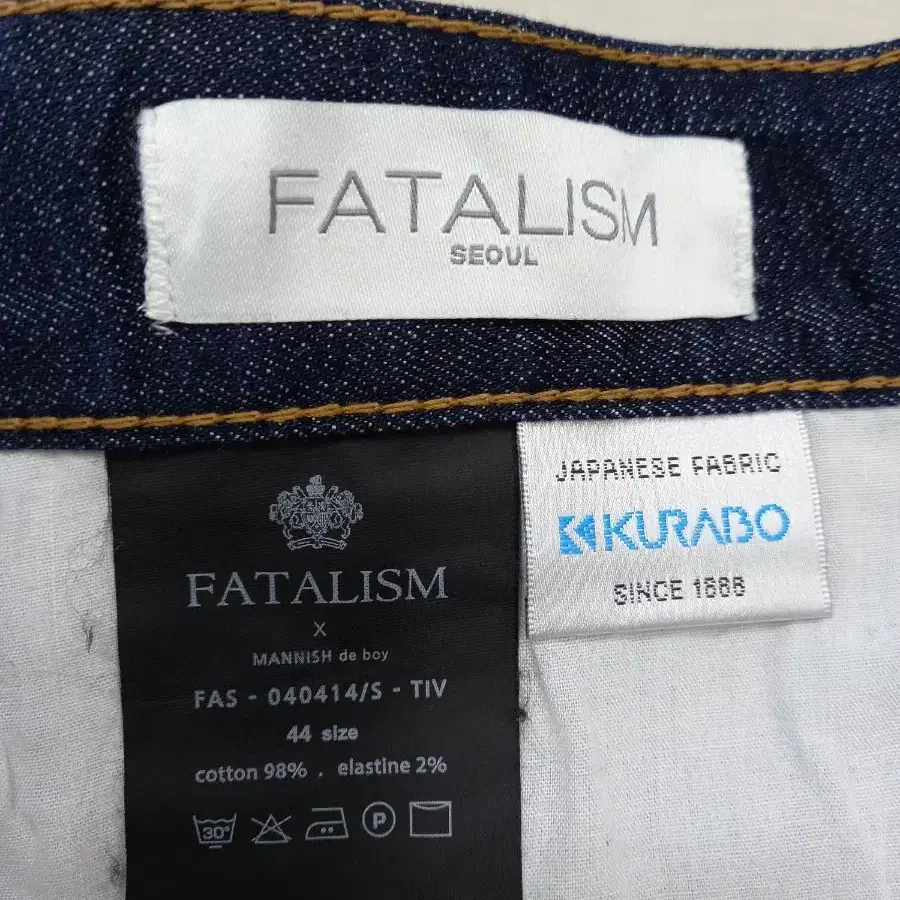 FATALISM
SEOUL
FATALISM
X
MANNISH de boy
FAS - 040414/S - TIV
44 size
cotton 98% . elastine 2%
30°
P
JAPANESE FABRIC
KURABO
SINCE 1888